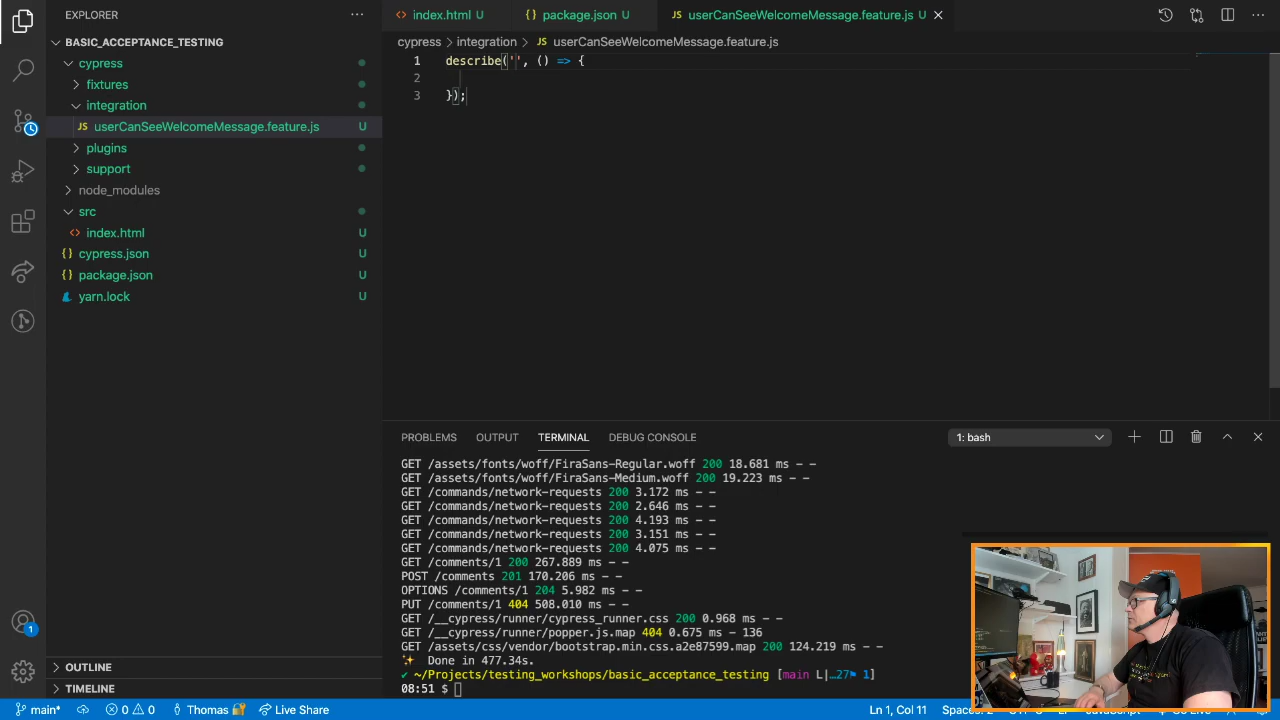 EXPLORER
BASIC_ACCEPTANCE_TESTING
cypress
fixtures
integration
JS userCanSeeWelcomeMessage.feature.js U
plugins
support
node_modules
src
<> index.html U
{} cypress.json U
{} package.json U
yarn.lock U
OUTLINE
TIMELINE
<> index.html U
{} package.json U
JS userCanSeeWelcomeMessage.feature.js U
cypress > integration > JS userCanSeeWelcomeMessage.feature.js
1 describe('', () => {
2
3 });
PROBLEMS OUTPUT TERMINAL DEBUG CONSOLE
1: bash
GET /assets/fonts/woff/FiraSans-Regular.woff 200 18.681 ms - -
GET /assets/fonts/woff/FiraSans-Medium.woff 200 19.223 ms - -
GET /commands/network-requests 200 3.172 ms - -
GET /commands/network-requests 200 2.646 ms - -
GET /commands/network-requests 200 4.193 ms - -
GET /commands/network-requests 200 3.151 ms - -
GET /commands/network-requests 200 4.075 ms - -
GET /comments/1 200 267.889 ms - -
POST /comments 201 170.206 ms - -
OPTIONS /comments/1 204 5.982 ms - -
PUT /comments/1 404 508.010 ms - -
GET /__cypress/runner/cypress_runner.css 200 0.968 ms - -
GET /__cypress/runner/popper.js.map 404 0.675 ms - 136
GET /assets/css/vendor/bootstrap.min.css.a2e87599.map 200 124.219 ms - -
✨ Done in 477.34s.
✔ ~/Projects/testing_workshops/basic_acceptance_testing [main L|…27⚑ 1]
08:51 $
1
main* 0 0 Thomas Live Share
Ln 1, Col 11